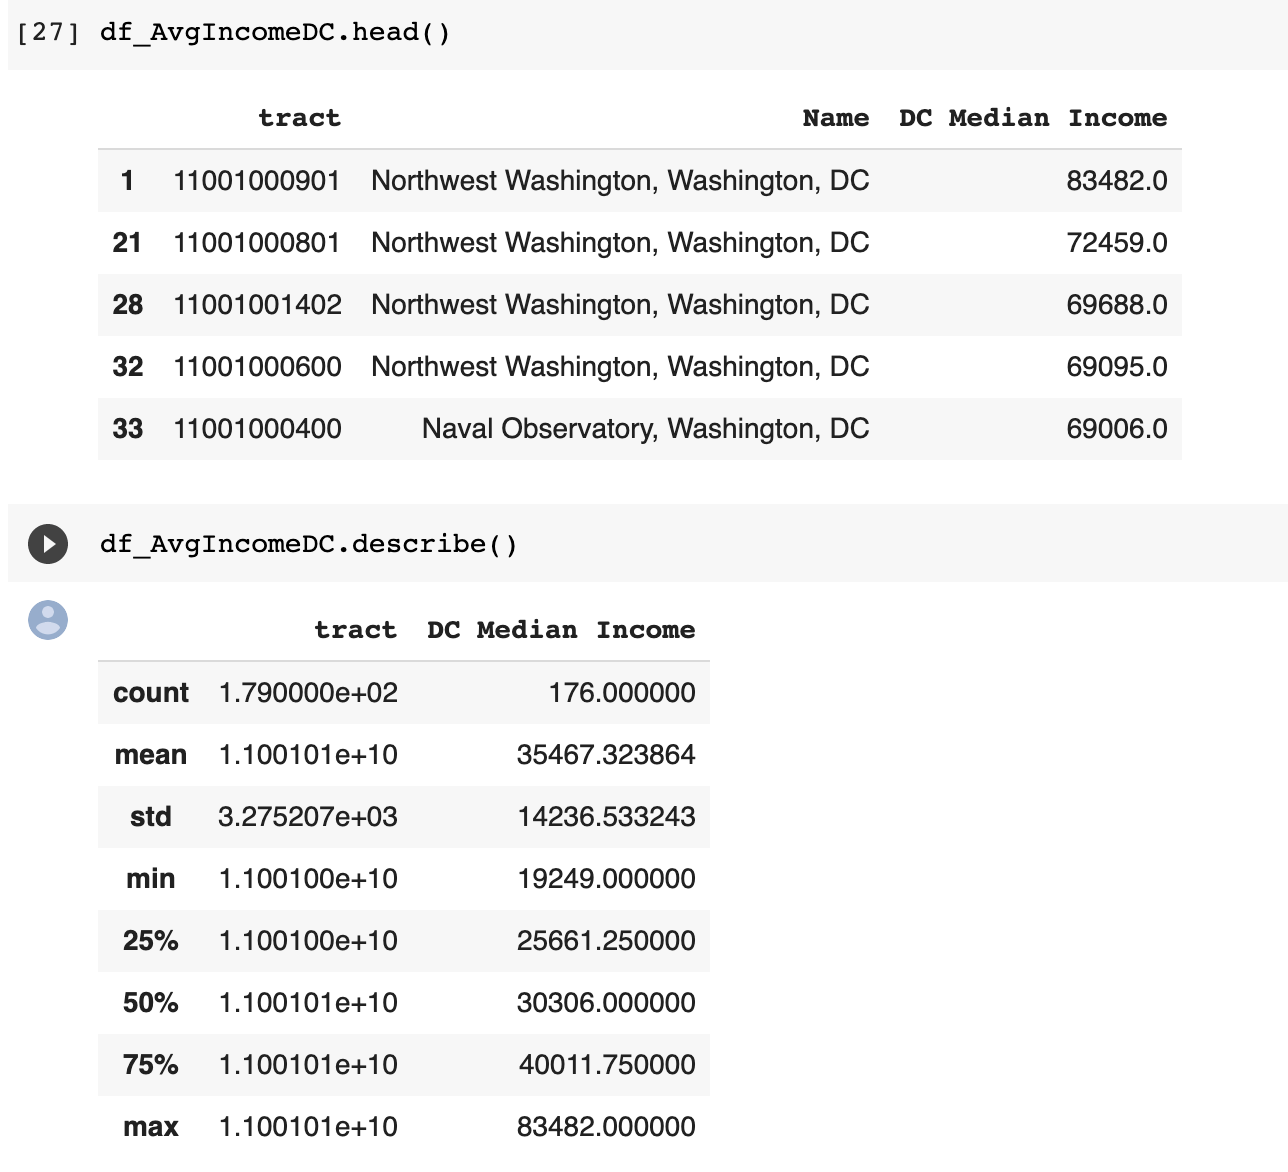 [27] df_AvgIncomeDC.head()
tract Name DC Median Income
1 11001000901 Northwest Washington, Washington, DC 83482.0
21 11001000801 Northwest Washington, Washington, DC 72459.0
28 11001001402 Northwest Washington, Washington, DC 69688.0
32 11001000600 Northwest Washington, Washington, DC 69095.0
33 11001000400 Naval Observatory, Washington, DC 69006.0
df_AvgIncomeDC.describe()
tract DC Median Income
count 1.790000e+02 176.000000
mean 1.100101e+10 35467.323864
std 3.275207e+03 14236.533243
min 1.100100e+10 19249.000000
25% 1.100100e+10 25661.250000
50% 1.100101e+10 30306.000000
75% 1.100101e+10 40011.750000
max 1.100101e+10 83482.000000